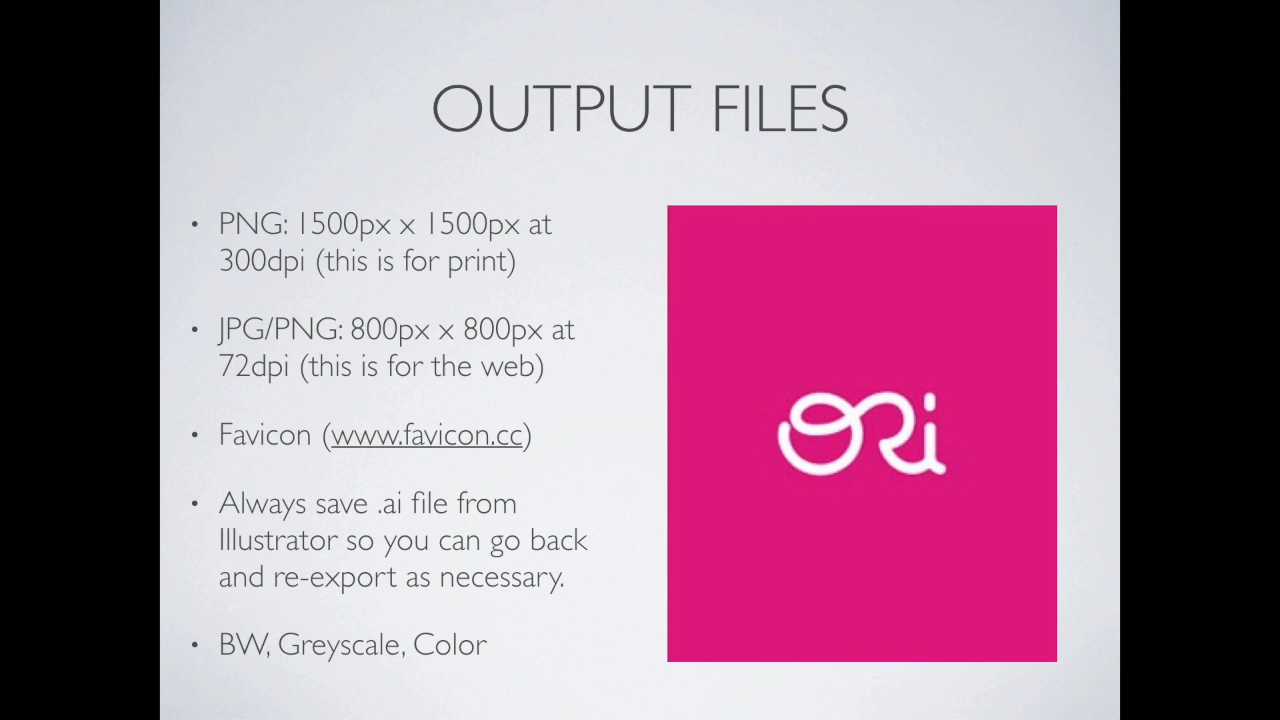 OUTPUT FILES
• PNG: 1500px x 1500px at
300dpi (this is for print)
• JPG/PNG: 800px x 800px at
72dpi (this is for the web)
• Favicon (www.favicon.cc)
• Always save .ai file from
Illustrator so you can go back
and re-export as necessary.
• BW, Greyscale, Color
ORi